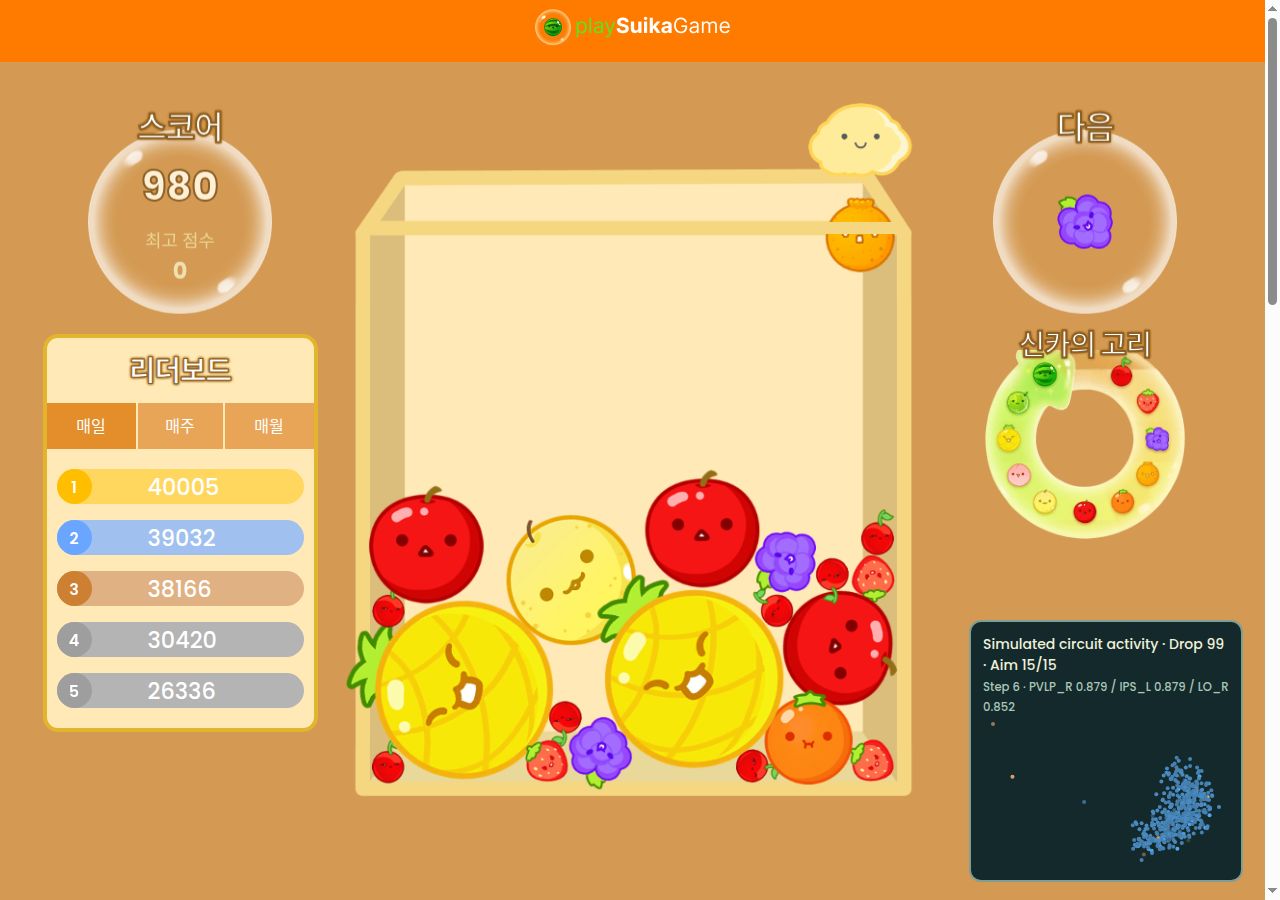 playSuikaGame
스코어
980
최고 점수
0
다음
리더보드
매일
매주
매월
1 40005
2 39032
3 38166
4 30420
5 26336
신카의 고리
Simulated circuit activity · Drop 99
· Aim 15/15
Step 6 · PVLP_R 0.879 / IPS_L 0.879 / LO_R
0.852